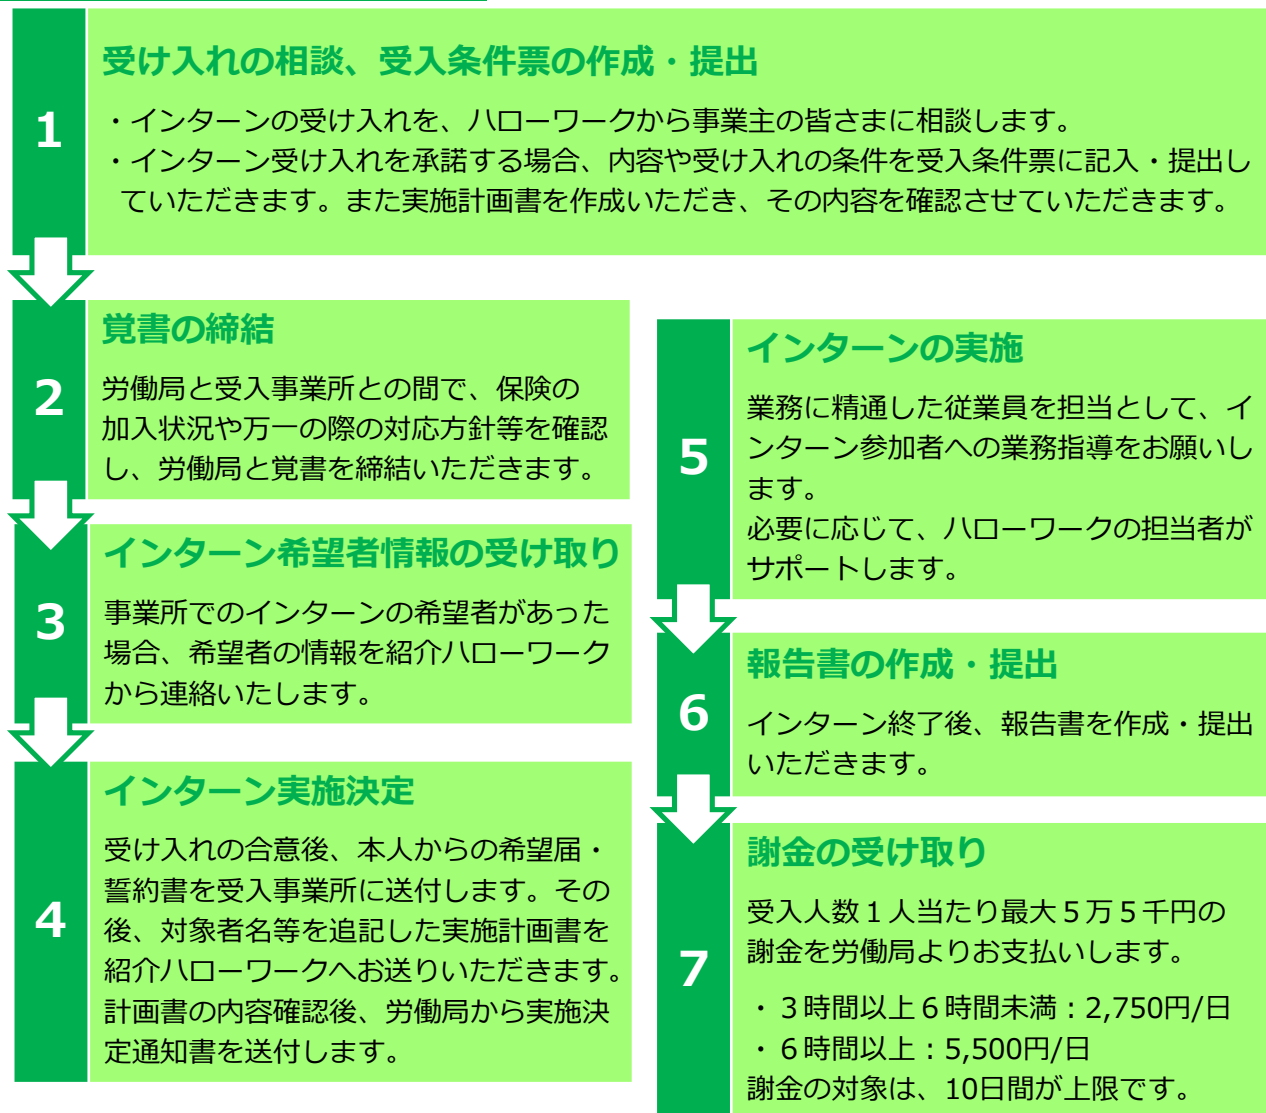 1
受け入れの相談、受入条件票の作成・提出
・インターンの受け入れを、ハローワークから事業主の皆さまに相談します。
・インターン受け入れを承諾する場合、内容や受け入れの条件を受入条件票に記入・提出し
ていただきます。また実施計画書を作成いただき、その内容を確認させていただきます。
2
覚書の締結
労働局と受入事業所との間で、保険の
加入状況や万一の際の対応方針等を確認
し、労働局と覚書を締結いただきます。
3
インターン希望者情報の受け取り
事業所でのインターンの希望者があった
場合、希望者の情報を紹介ハローワーク
から連絡いたします。
4
インターン実施決定
受け入れの合意後、本人からの希望届・
誓約書を受入事業所に送付します。その
後、対象者名等を追記した実施計画書を
紹介ハローワークへお送りいただきます。
計画書の内容確認後、労働局から実施決
定通知書を送付します。
5
インターンの実施
業務に精通した従業員を担当として、イ
ンターン参加者への業務指導をお願いし
ます。
必要に応じて、ハローワークの担当者が
サポートします。
6
報告書の作成・提出
インターン終了後、報告書を作成・提出
いただきます。
7
謝金の受け取り
受入人数１人当たり最大５万５千円の
謝金を労働局よりお支払いします。
・３時間以上６時間未満：2,750円/日
・６時間以上：5,500円/日
謝金の対象は、10日間が上限です。